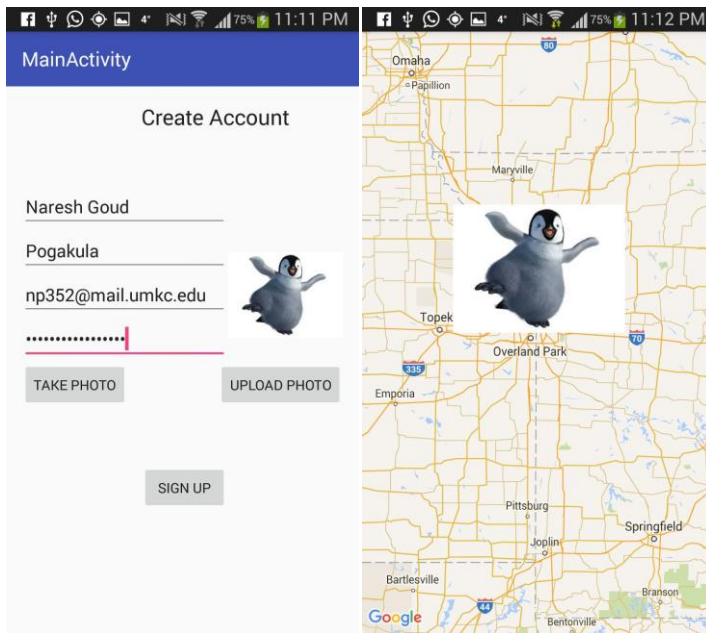 4° 75% 11:11 PM
MainActivity
Create Account
Naresh Goud
Pogakula
np352@mail.umkc.edu
TAKE PHOTO UPLOAD PHOTO
SIGN UP
4° 75% 11:12 PM
80
Omaha
Papillion
Maryville
Topek
70
Overland Park
335
Emporia
Pittsburg
Springfield
Joplin
Bartlesville
44
Branson
Google
Bentonville